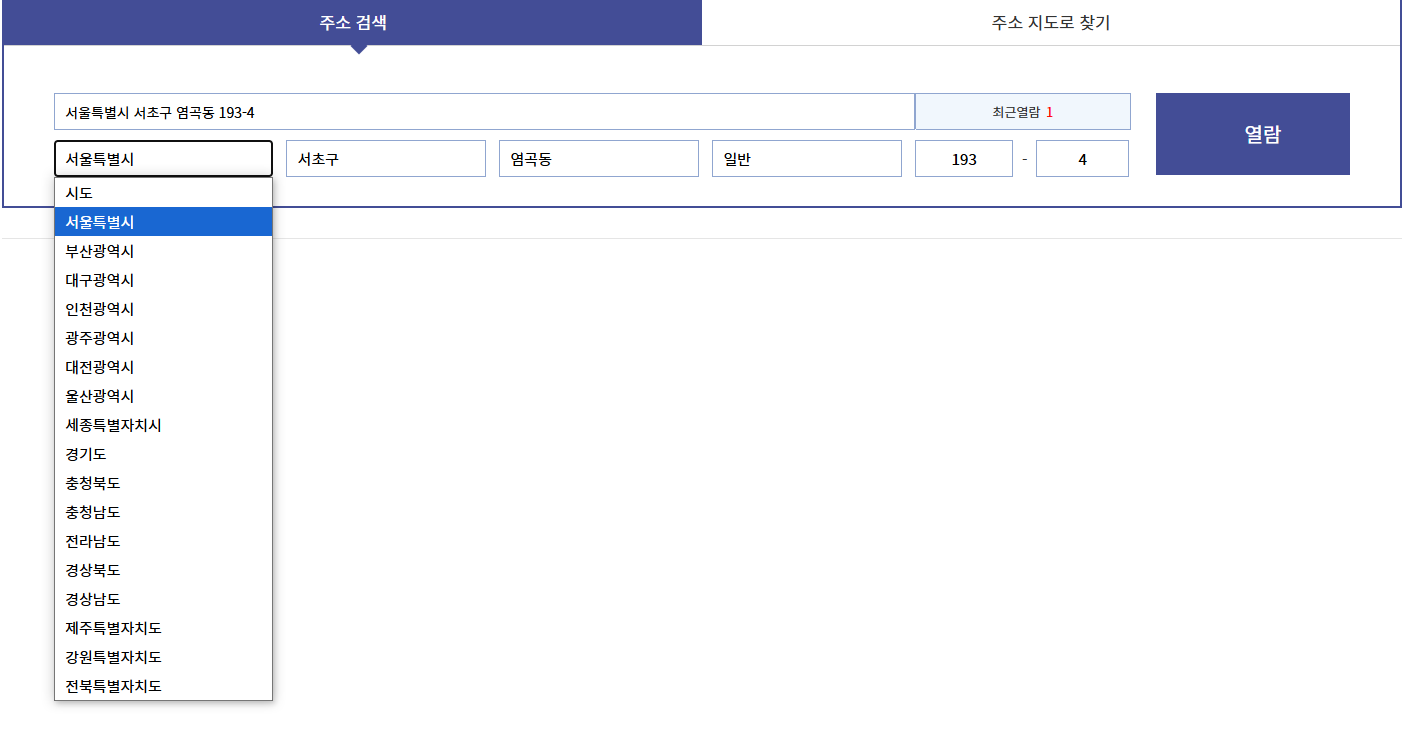 주소 검색
주소 지도로 찾기
서울특별시 서초구 염곡동 193-4
최근열람 1
열람
서울특별시
서초구
염곡동
일반
193
-
4
시도
서울특별시
부산광역시
대구광역시
인천광역시
광주광역시
대전광역시
울산광역시
세종특별자치시
경기도
충청북도
충청남도
전라남도
경상북도
경상남도
제주특별자치도
강원특별자치도
전북특별자치도